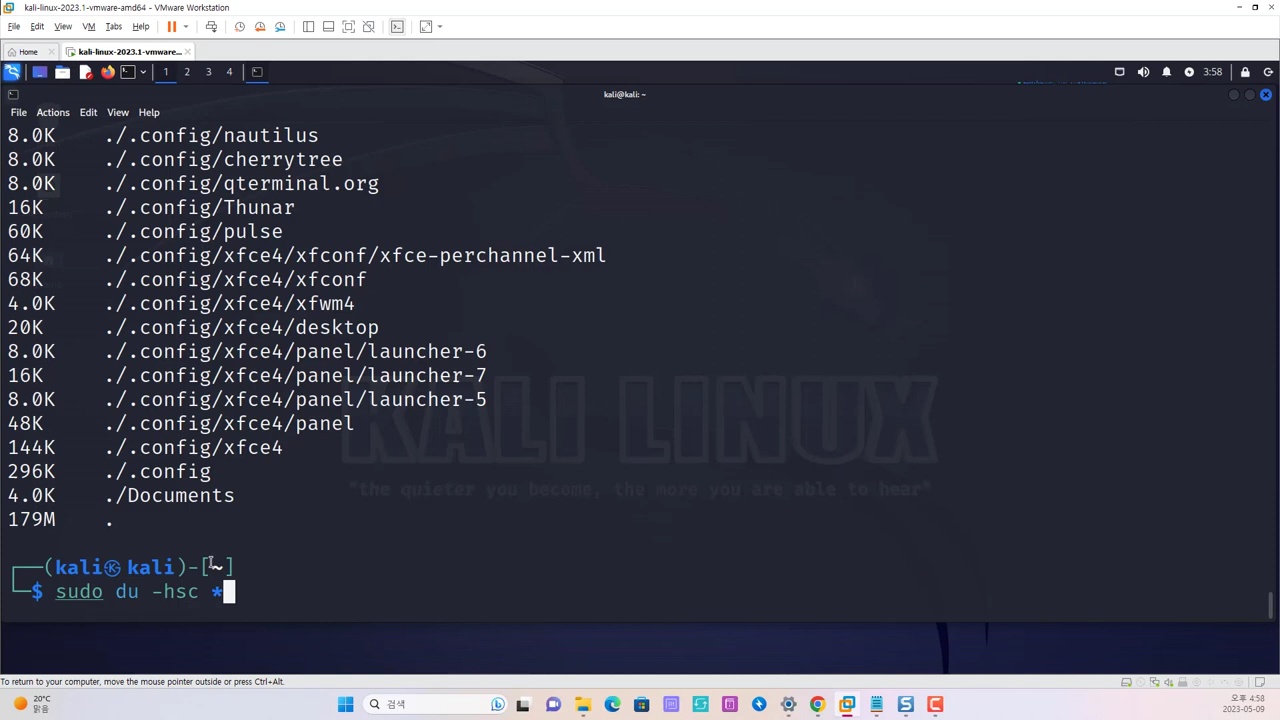 kali-linux-2023.1-vmware-amd64 - VMware Workstation
File Edit View VM Tabs Help
Home kali-linux-2023.1-vmware...
1 2 3 4 3:58
kali@kali: ~
File Actions Edit View Help
8.0K ./.config/nautilus
8.0K ./.config/cherrytree
8.0K ./.config/qterminal.org
16K ./.config/Thunar
60K ./.config/pulse
64K ./.config/xfce4/xfconf/xfce-perchannel-xml
68K ./.config/xfce4/xfconf
4.0K ./.config/xfce4/xfwm4
20K ./.config/xfce4/desktop
8.0K ./.config/xfce4/panel/launcher-6
16K ./.config/xfce4/panel/launcher-7
8.0K ./.config/xfce4/panel/launcher-5
48K ./.config/xfce4/panel
144K ./.config/xfce4
296K ./.config
4.0K ./Documents
179M .
KALI LINUX
"the quieter you become, the more you are able to hear"
┌──(kali㉿kali)-[~]
└─$ sudo du -hsc *
To return to your computer, move the mouse pointer outside or press Ctrl+Alt.
20°C
맑음
검색
오후 4:58
2023-05-09